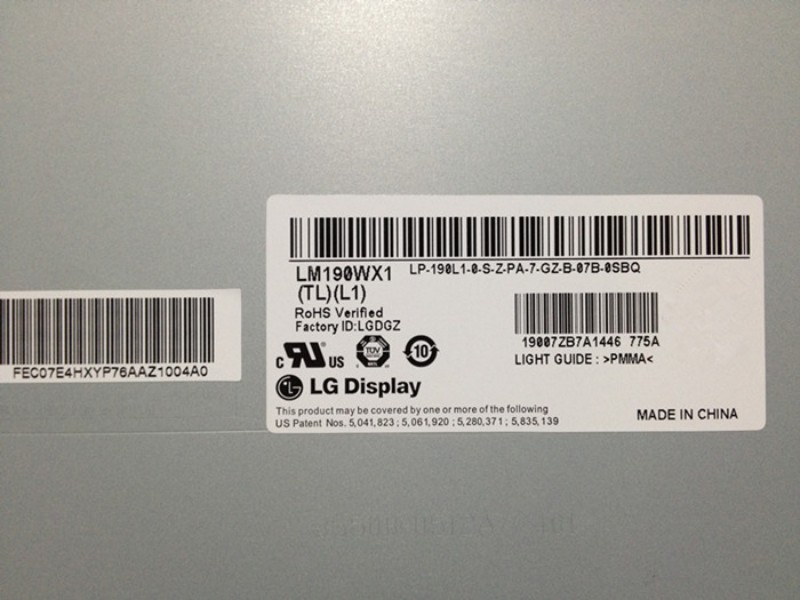 LM190WX1
(TL)(L1)
LP-190L1-0-S-Z-PA-7-GZ-B-07B-0SBQ
RoHS Verified
Factory ID:LGDGZ
19007ZB7A1446 775A
LIGHT GUIDE : >PMMA<
c RU® US TÜV 10
LG Display
This product may be covered by one or more of the following
US Patent Nos. 5,041,823 ; 5,061,920 ; 5,280,371 ; 5,835,139
MADE IN CHINA
FEC07E4HXYP76AAZ1004A0